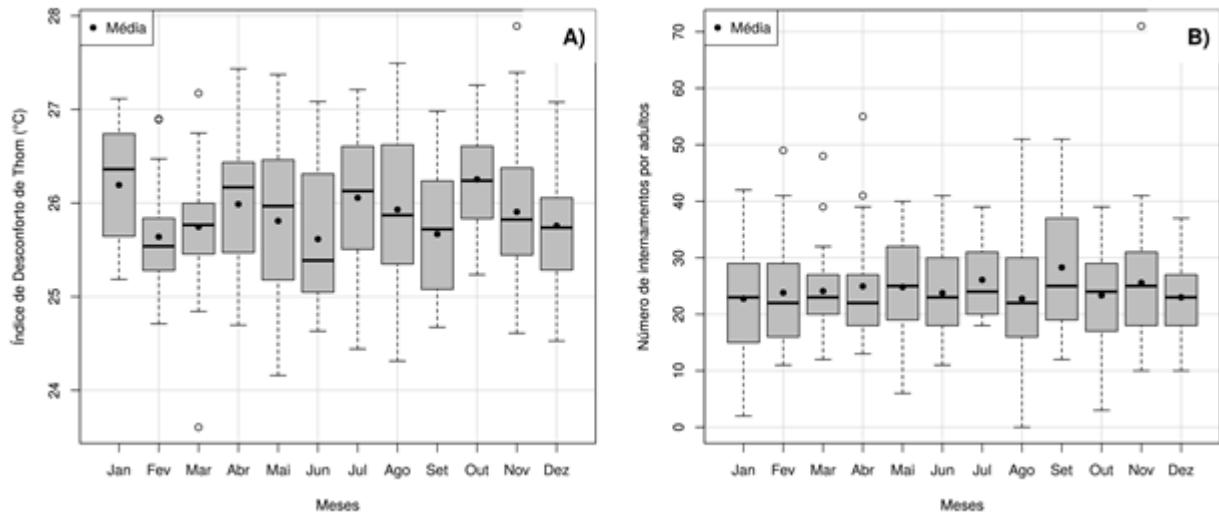 A)
Média
Índice de Desconforto de Thom (°C)
28
27
26
25
24
Jan Fev Mar Abr Mai Jun Jul Ago Set Out Nov Dez
Meses
B)
Média
Número de internamentos por adultos
70
60
50
40
30
20
10
0
Jan Fev Mar Abr Mai Jun Jul Ago Set Out Nov Dez
Meses